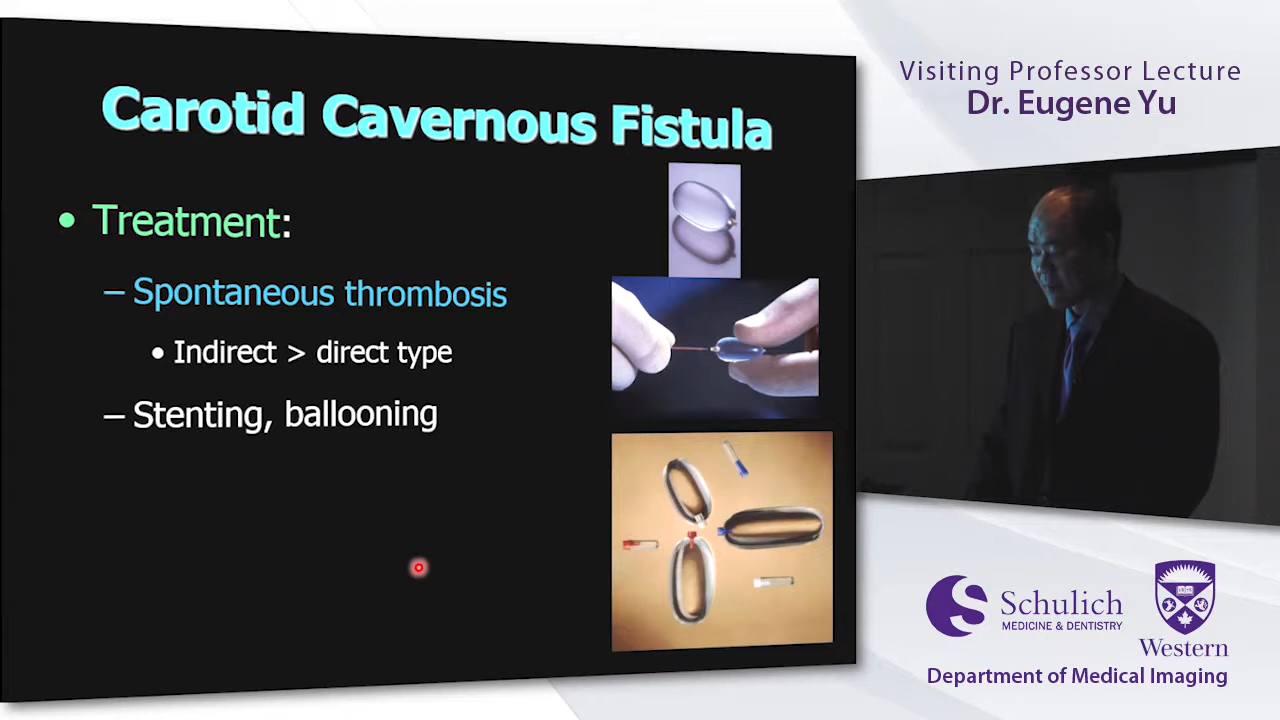 Carotid Cavernous Fistula
• Treatment:
– Spontaneous thrombosis
• Indirect > direct type
– Stenting, ballooning
Visiting Professor Lecture
Dr. Eugene Yu
Schulich
MEDICINE & DENTISTRY
Western
Department of Medical Imaging